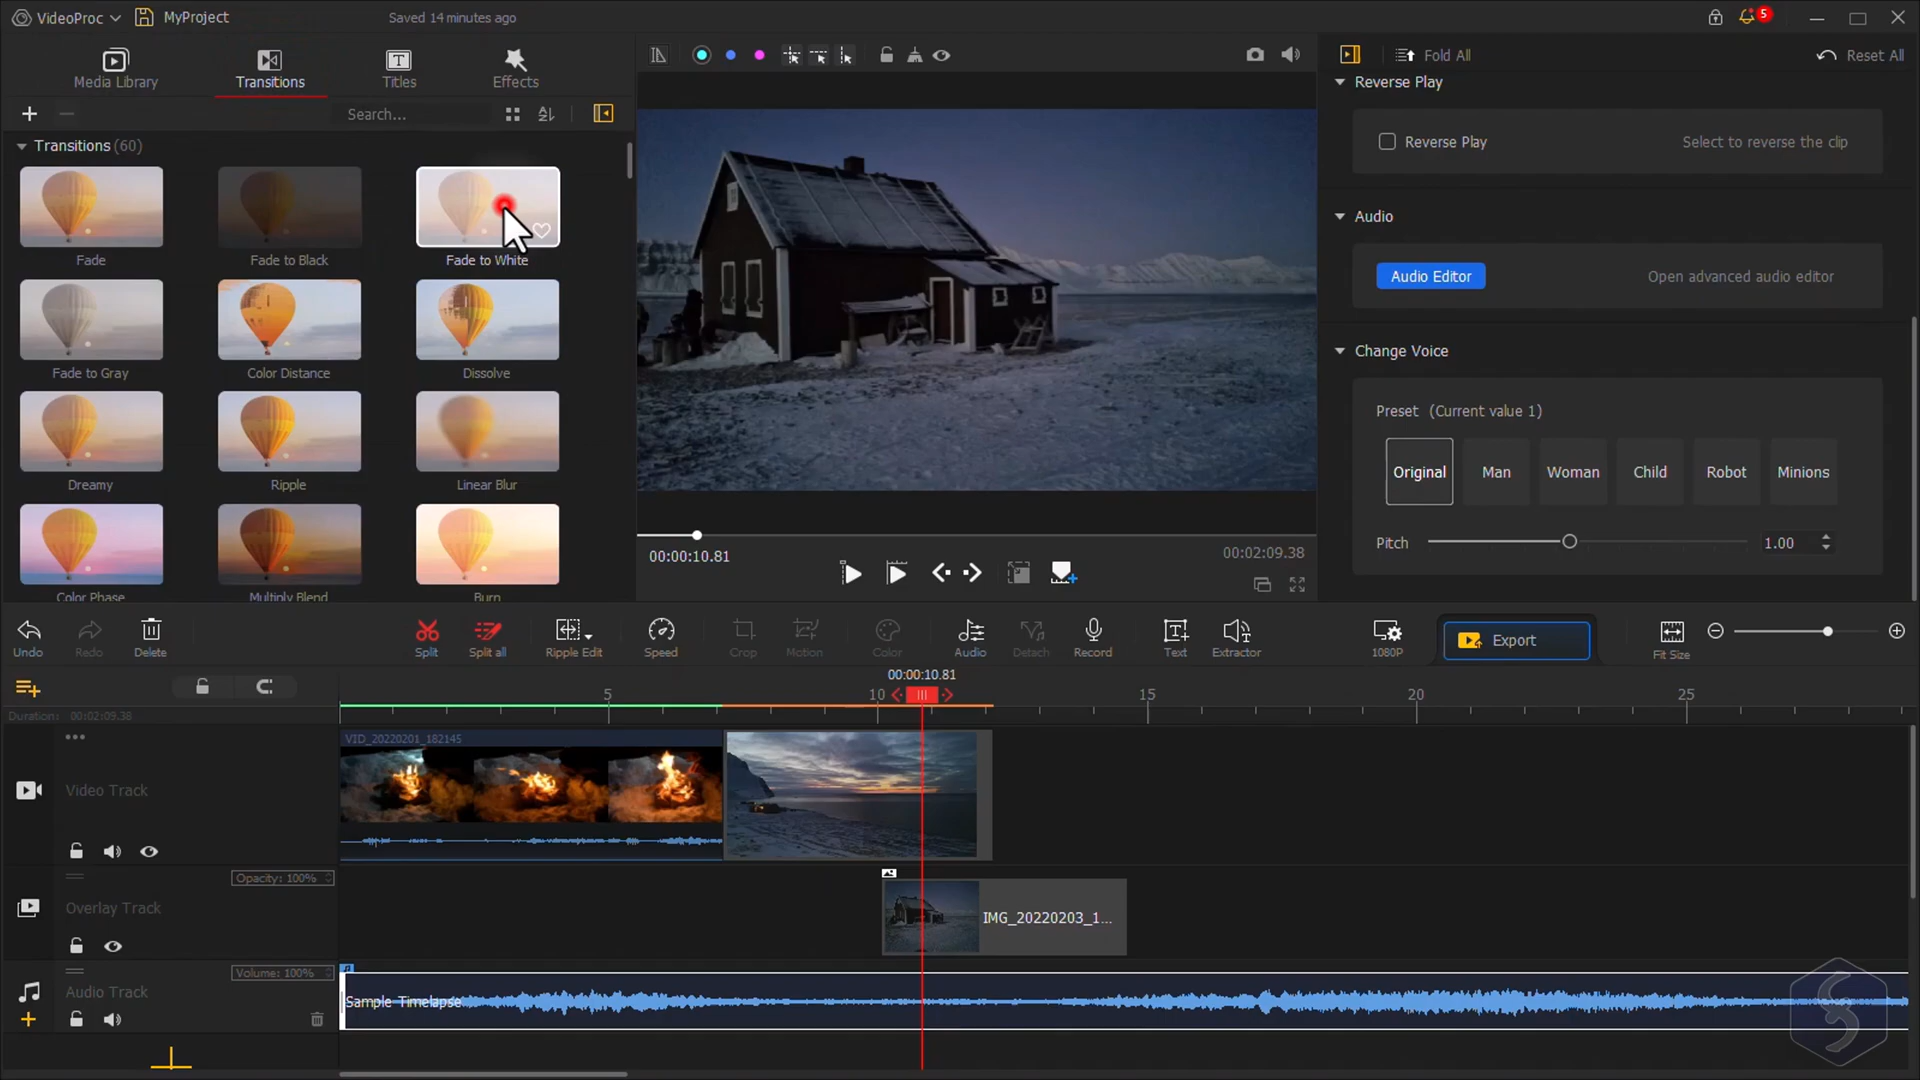 VideoProc
MyProject
Saved 14 minutes ago
5
Media Library
Transitions
Titles
Effects
Fold All
Reset All
Search...
Transitions (60)
Fade
Fade to Black
Fade to White
Fade to Gray
Color Distance
Dissolve
Dreamy
Ripple
Linear Blur
Color Phase
Multiply Blend
Burn
00:00:10.81
00:02:09.38
Reverse Play
Reverse Play
Select to reverse the clip
Audio
Audio Editor
Open advanced audio editor
Change Voice
Preset (Current value 1)
Original
Man
Woman
Child
Robot
Minions
Pitch
1.00
Undo
Redo
Delete
Split
Split all
Ripple Edit
Speed
Crop
Motion
Color
Audio
Detach
Record
Text
Extractor
1080P
Export
Fit Size
00:00:10.81
5
10
15
20
25
Duration: 00:02:09.38
VID_20220201_182145
Video Track
Opacity: 100%
Overlay Track
IMG_20220203_1...
Volume: 100%
Audio Track
Sample Timelapse